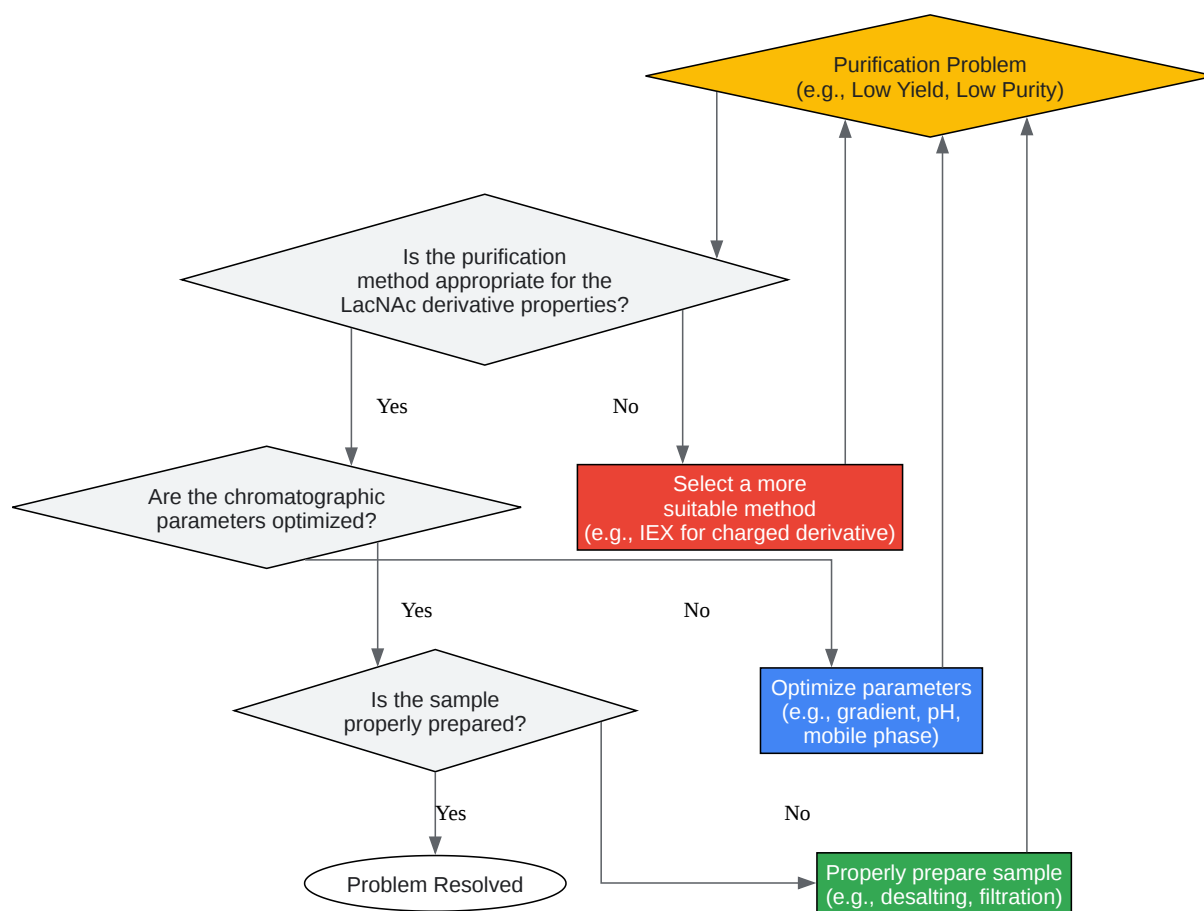 Purification Problem
(e.g., Low Yield, Low Purity)
Is the purification
method appropriate for the
LacNAc derivative properties?
Yes
No
Are the chromatographic
parameters optimized?
Select a more
suitable method
(e.g., IEX for charged derivative)
Yes
No
Is the sample
properly prepared?
Optimize parameters
(e.g., gradient, pH,
mobile phase)
Yes
No
Problem Resolved
Properly prepare sample
(e.g., desalting, filtration)